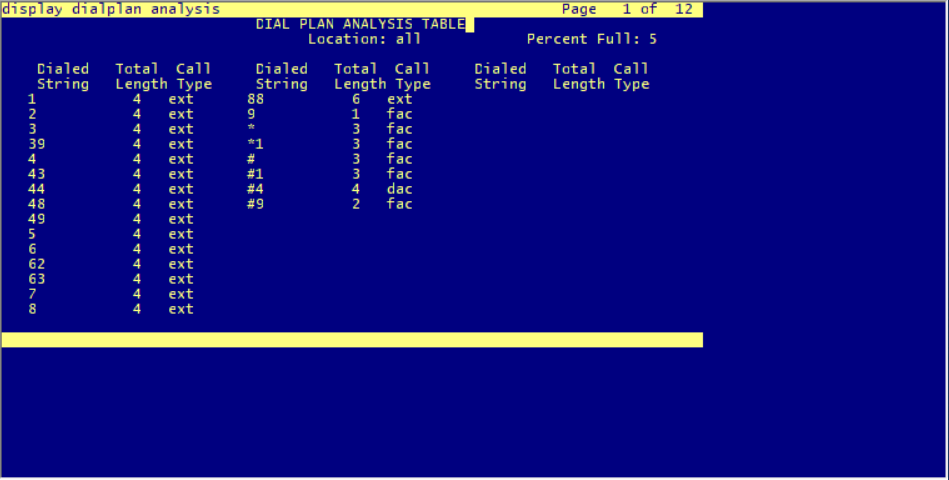 display dialplan analysis Page 1 of 12
DIAL PLAN ANALYSIS TABLE
Location: all Percent Full: 5
Dialed Total Call Dialed Total Call Dialed Total Call
String Length Type String Length Type String Length Type
1 4 ext 88 6 ext
2 4 ext 9 1 fac
3 4 ext * 3 fac
39 4 ext *1 3 fac
4 4 ext # 3 fac
43 4 ext #1 3 fac
44 4 ext #4 4 dac
48 4 ext #9 2 fac
49 4 ext
5 4 ext
6 4 ext
62 4 ext
63 4 ext
7 4 ext
8 4 ext